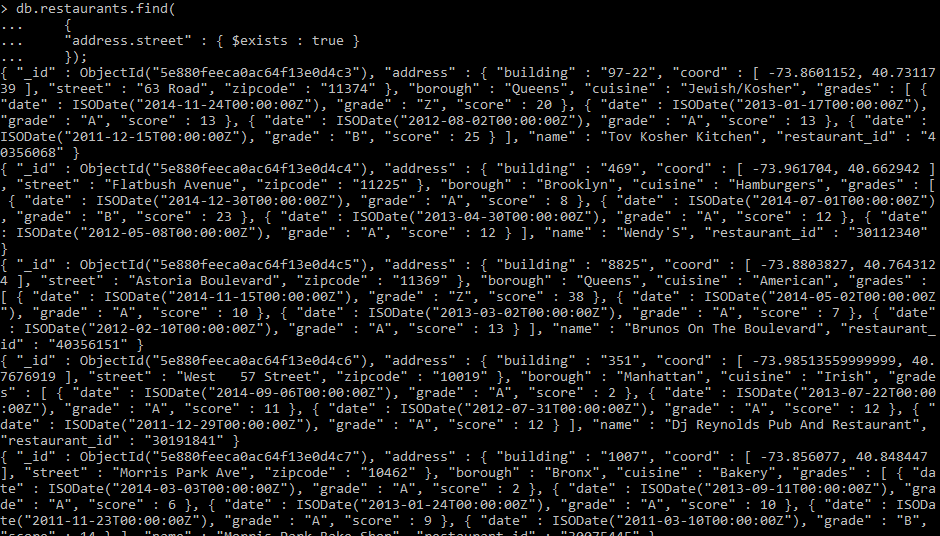 > db.restaurants.find(
...     {
...     "address.street" : { $exists : true }
...     });
{ "_id" : ObjectId("5e880feeca0ac64f13e0d4c3"), "address" : { "building" : "97-22", "coord" : [ -73.8601152, 40.73117
39 ], "street" : "63 Road", "zipcode" : "11374" }, "borough" : "Queens", "cuisine" : "Jewish/Kosher", "grades" : [ {
"date" : ISODate("2014-11-24T00:00:00Z"), "grade" : "Z", "score" : 20 }, { "date" : ISODate("2013-01-17T00:00:00Z"),
"grade" : "A", "score" : 13 }, { "date" : ISODate("2012-08-02T00:00:00Z"), "grade" : "A", "score" : 13 }, { "date" :
ISODate("2011-12-15T00:00:00Z"), "grade" : "B", "score" : 25 } ], "name" : "Tov Kosher Kitchen", "restaurant_id" : "4
0356068" }
{ "_id" : ObjectId("5e880feeca0ac64f13e0d4c4"), "address" : { "building" : "469", "coord" : [ -73.961704, 40.662942 ]
, "street" : "Flatbush Avenue", "zipcode" : "11225" }, "borough" : "Brooklyn", "cuisine" : "Hamburgers", "grades" : [
 { "date" : ISODate("2014-12-30T00:00:00Z"), "grade" : "A", "score" : 8 }, { "date" : ISODate("2014-07-01T00:00:00Z")
, "grade" : "B", "score" : 23 }, { "date" : ISODate("2013-04-30T00:00:00Z"), "grade" : "A", "score" : 12 }, { "date"
: ISODate("2012-05-08T00:00:00Z"), "grade" : "A", "score" : 12 } ], "name" : "Wendy'S", "restaurant_id" : "30112340"
}
{ "_id" : ObjectId("5e880feeca0ac64f13e0d4c5"), "address" : { "building" : "8825", "coord" : [ -73.8803827, 40.764312
4 ], "street" : "Astoria Boulevard", "zipcode" : "11369" }, "borough" : "Queens", "cuisine" : "American", "grades" :
[ { "date" : ISODate("2014-11-15T00:00:00Z"), "grade" : "Z", "score" : 38 }, { "date" : ISODate("2014-05-02T00:00:00Z
"), "grade" : "A", "score" : 10 }, { "date" : ISODate("2013-03-02T00:00:00Z"), "grade" : "A", "score" : 7 }, { "date"
 : ISODate("2012-02-10T00:00:00Z"), "grade" : "A", "score" : 13 } ], "name" : "Brunos On The Boulevard", "restaurant_
id" : "40356151" }
{ "_id" : ObjectId("5e880feeca0ac64f13e0d4c6"), "address" : { "building" : "351", "coord" : [ -73.98513559999999, 40.
7676919 ], "street" : "West   57 Street", "zipcode" : "10019" }, "borough" : "Manhattan", "cuisine" : "Irish", "grade
s" : [ { "date" : ISODate("2014-09-06T00:00:00Z"), "grade" : "A", "score" : 2 }, { "date" : ISODate("2013-07-22T00:00
:00Z"), "grade" : "A", "score" : 11 }, { "date" : ISODate("2012-07-31T00:00:00Z"), "grade" : "A", "score" : 12 }, { "
date" : ISODate("2011-12-29T00:00:00Z"), "grade" : "A", "score" : 12 } ], "name" : "Dj Reynolds Pub And Restaurant",
"restaurant_id" : "30191841" }
{ "_id" : ObjectId("5e880feeca0ac64f13e0d4c7"), "address" : { "building" : "1007", "coord" : [ -73.856077, 40.848447
], "street" : "Morris Park Ave", "zipcode" : "10462" }, "borough" : "Bronx", "cuisine" : "Bakery", "grades" : [ { "da
te" : ISODate("2014-03-03T00:00:00Z"), "grade" : "A", "score" : 2 }, { "date" : ISODate("2013-09-11T00:00:00Z"), "gra
de" : "A", "score" : 6 }, { "date" : ISODate("2013-01-24T00:00:00Z"), "grade" : "A", "score" : 10 }, { "date" : ISODa
te("2011-11-23T00:00:00Z"), "grade" : "A", "score" : 9 }, { "date" : ISODate("2011-03-10T00:00:00Z"), "grade" : "B",
"score" : 14 } ], "name" : "Morris Park Bake Shop", "restaurant_id" : "30075445" }